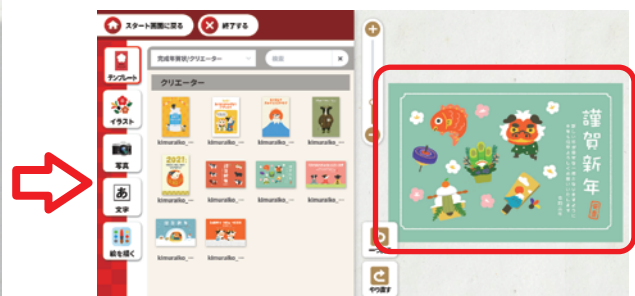 スタート画面に戻る
終了する
テンプレート
イラスト
写真
あ
文字
絵を描く
完成年賀状/クリエーター
クリエーター
kimuraiko_…
kimuraiko_…
kimuraiko_…
kimuraiko_…
2021
kimuraiko_…
kimuraiko_…
kimuraiko_…
kimuraiko_…
kimuraiko_…
kimuraiko_…
やり直す
謹賀新年